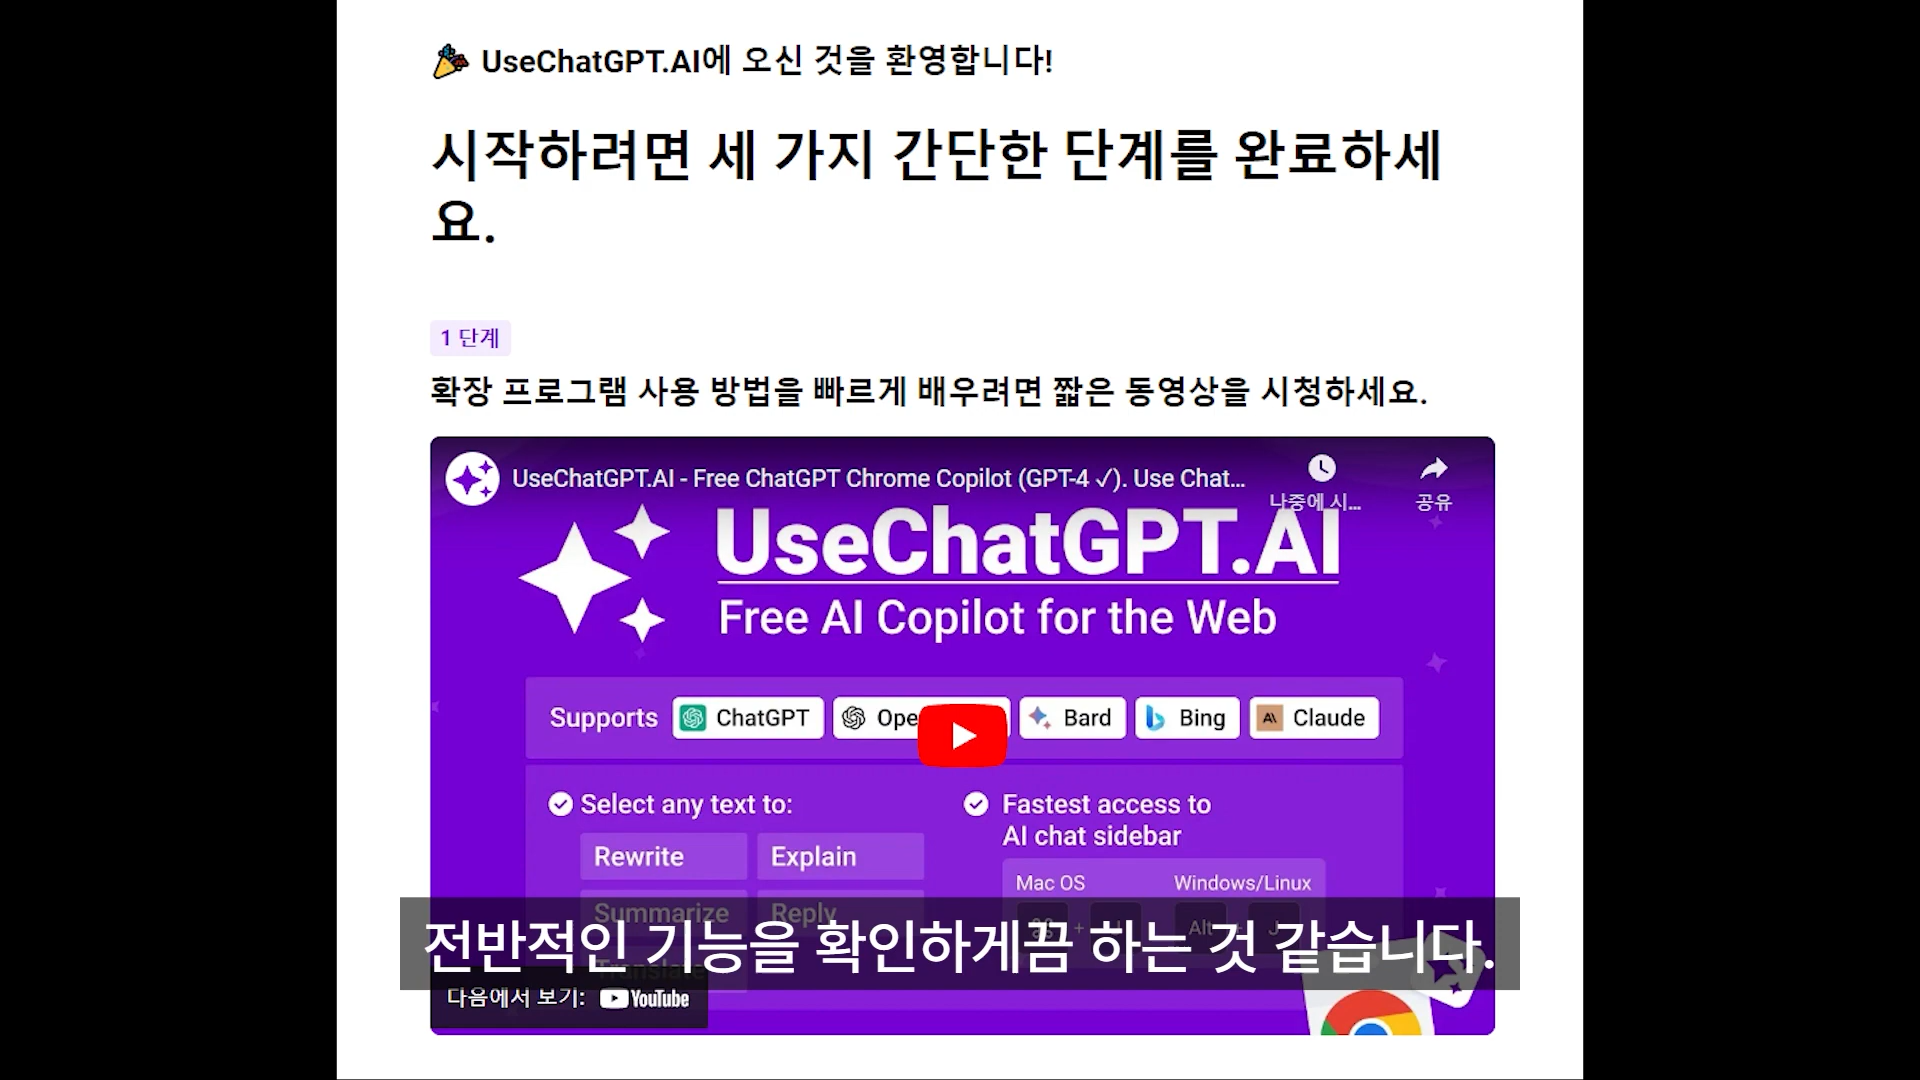 UseChatGPT.AI에 오신 것을 환영합니다!
시작하려면 세 가지 간단한 단계를 완료하세
요.
1 단계
확장 프로그램 사용 방법을 빠르게 배우려면 짧은 동영상을 시청하세요.
UseChatGPT.AI - Free ChatGPT Chrome Copilot (GPT-4 ✓). Use Chat...
나중에 시...
공유
UseChatGPT.AI
Free AI Copilot for the Web
Supports ChatGPT Ope Bard Bing Claude
Select any text to:
Rewrite Explain
Summarize Reply
Translate
Fastest access to
AI chat sidebar
Mac OS Windows/Linux
⌘ + J Alt + J
전반적인 기능을 확인하게끔 하는 것 같습니다.
다음에서 보기: YouTube